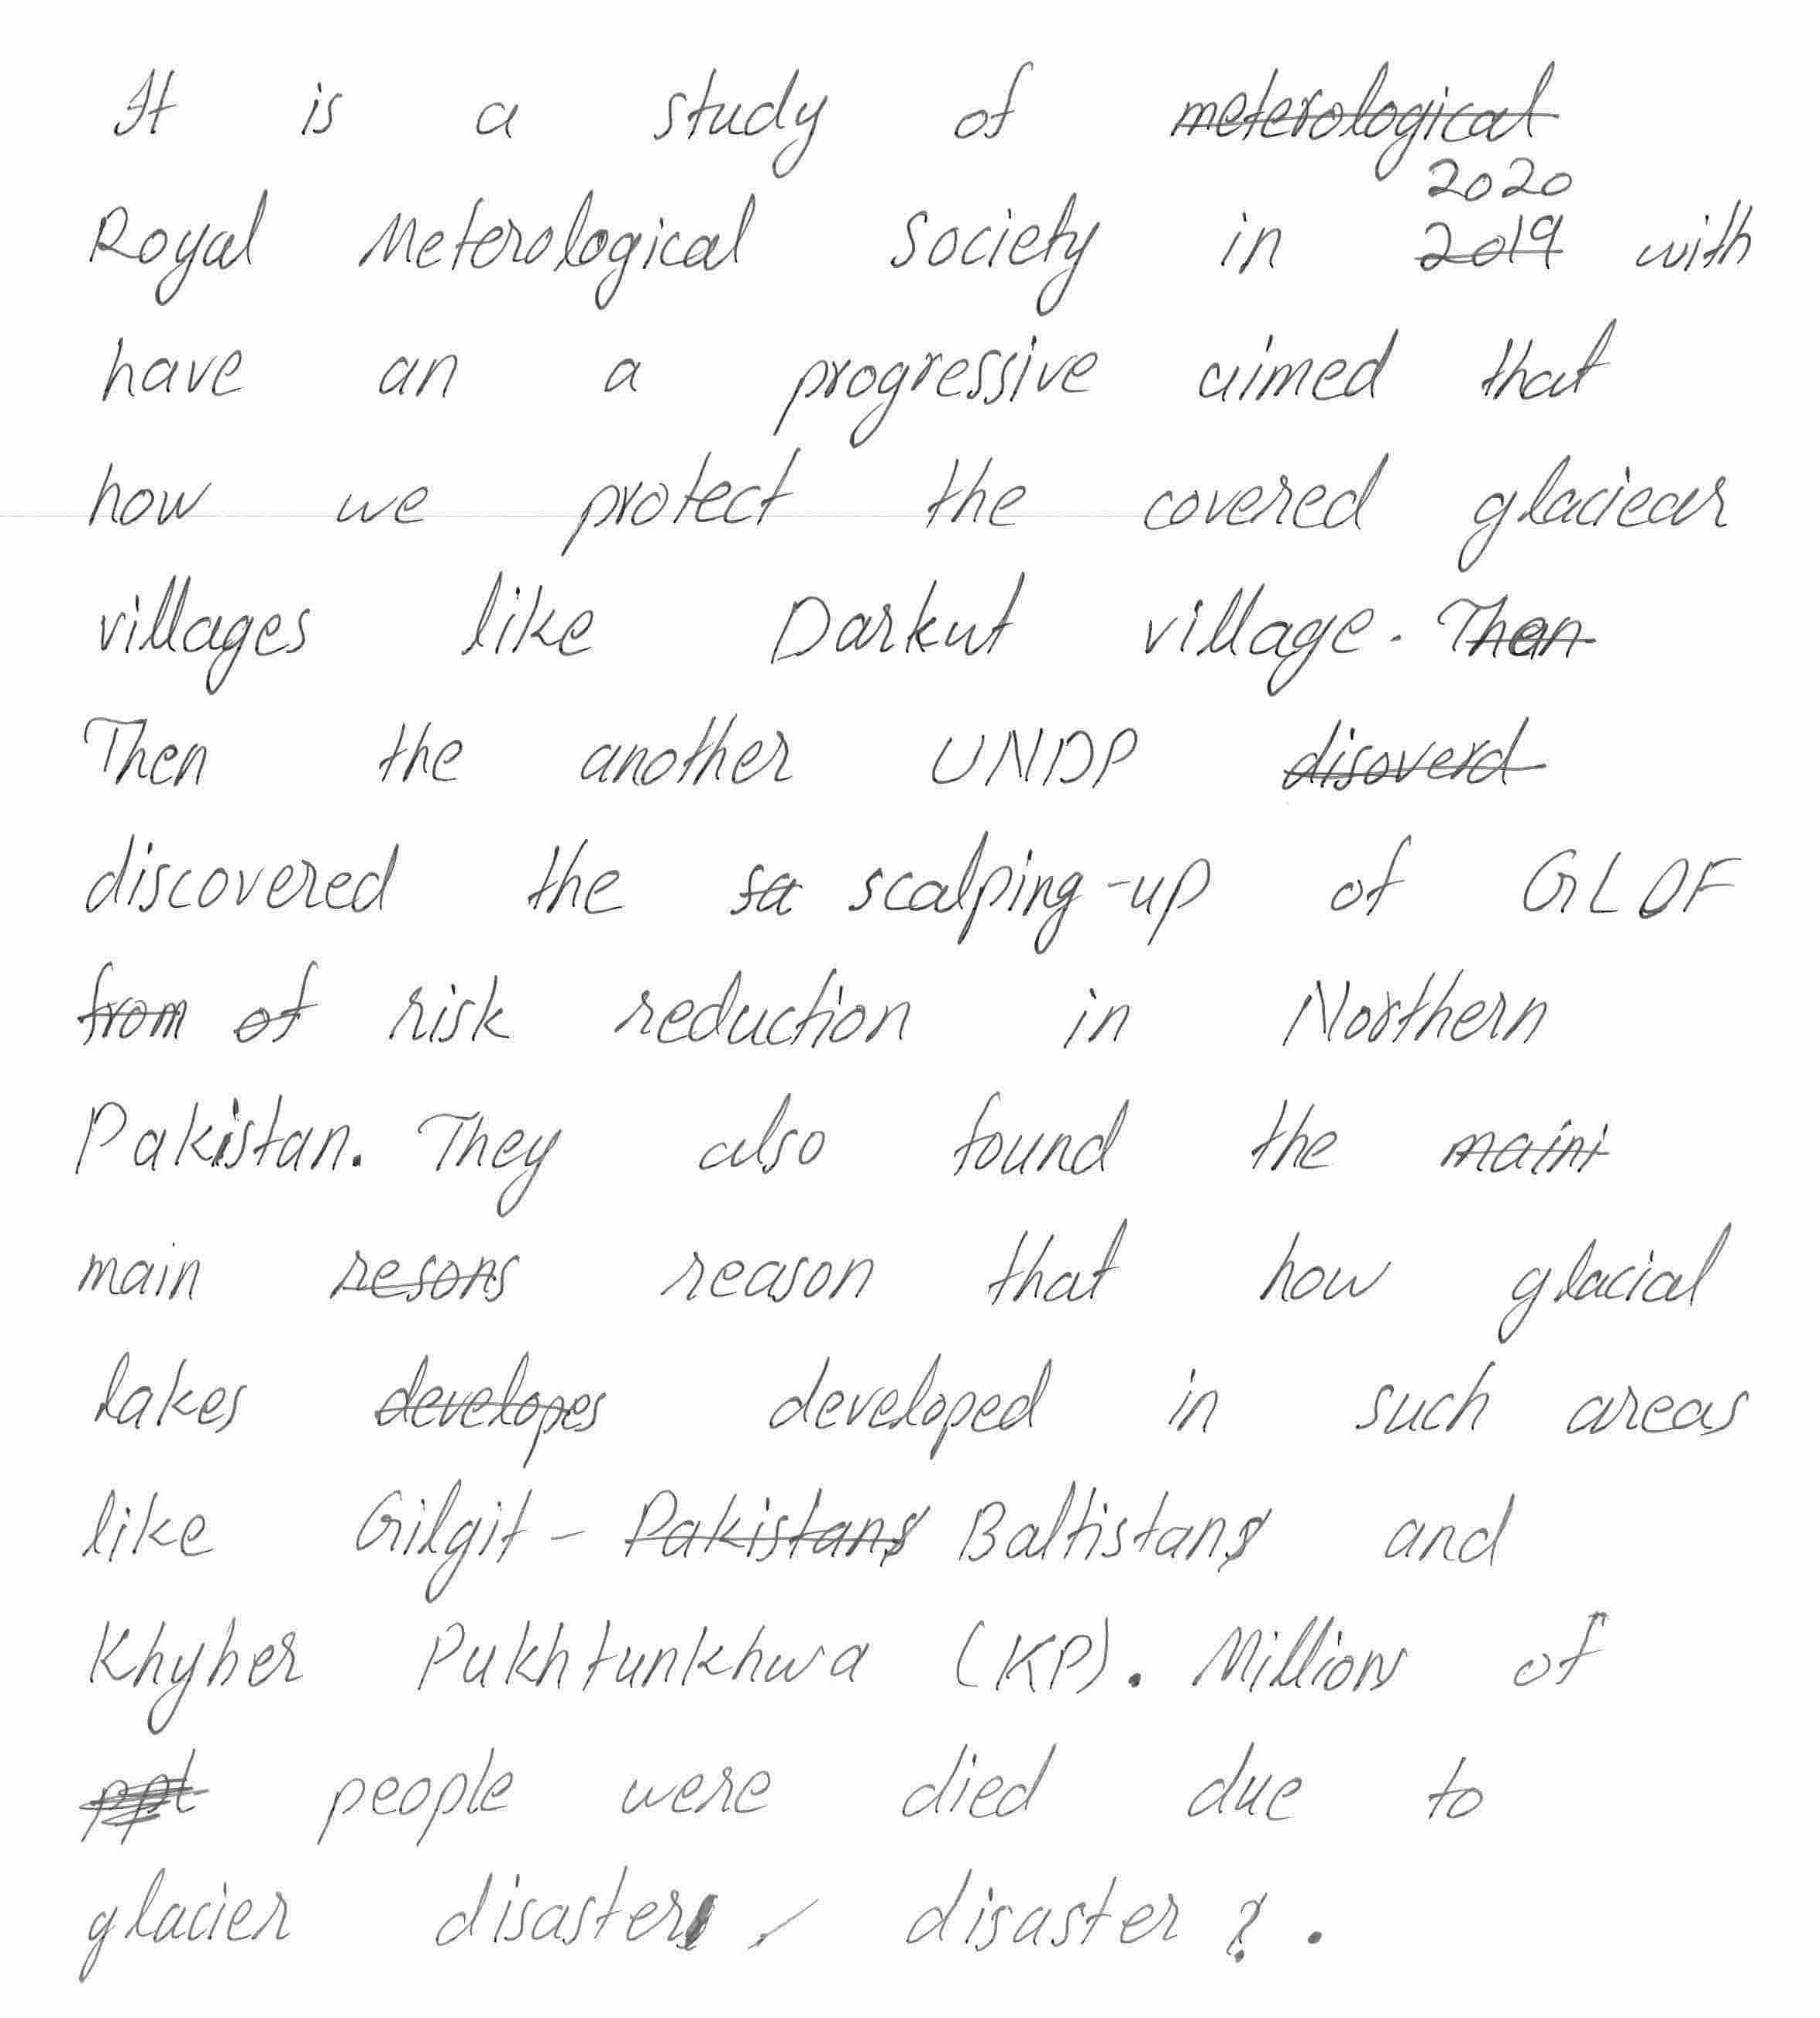 It is a study of ~~meterological~~
Royal Meterological Society in ~~2019~~ 2020 with
have an a progressive aimed that
how we protect the covered glaciear
villages like Darkut village. ~~Than~~
Then the another UNDP ~~disoverd~~
discovered the ~~sa~~ scalping-up of GLOF
~~from~~ ~~of~~ risk reduction in Northern
Pakistan. They also found the ~~maini~~
main ~~resons~~ reason that how glacial
lakes ~~developes~~ developed in such areas
like Gilgit - ~~Pakistans~~ Baltistans and
Khyher Pukhtunkhwa (KP). Millions of
people were died due to
glacier disaster / disaster ? .